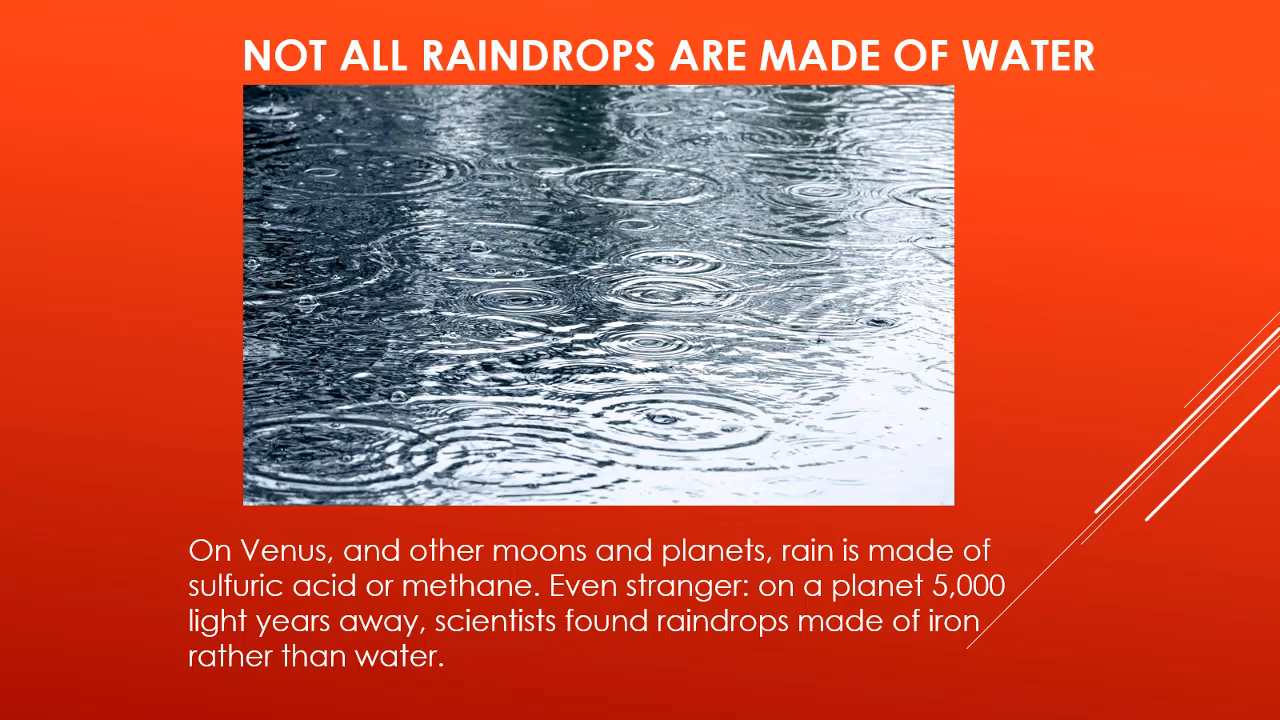 NOT ALL RAINDROPS ARE MADE OF WATER
On Venus, and other moons and planets, rain is made of
sulfuric acid or methane. Even stranger: on a planet 5,000
light years away, scientists found raindrops made of iron
rather than water.